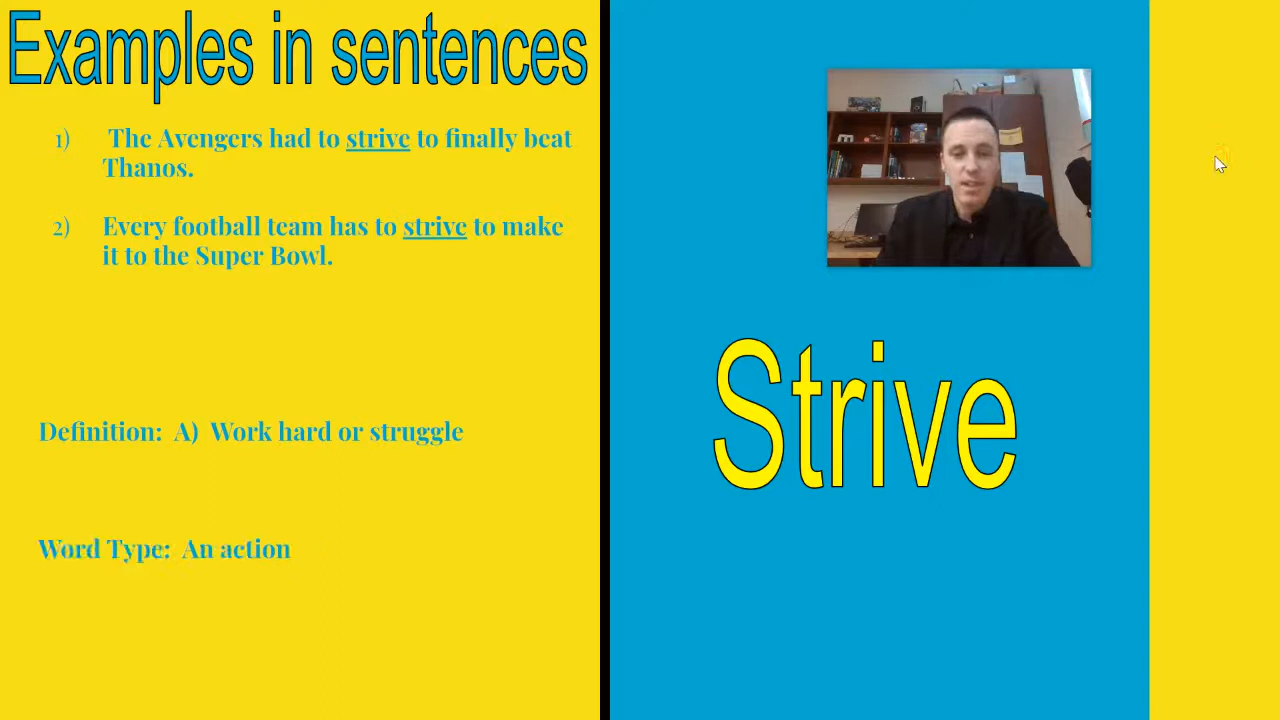 Examples in sentences
1) The Avengers had to strive to finally beat
Thanos.
2) Every football team has to strive to make
it to the Super Bowl.
Definition: A) Work hard or struggle
Word Type: An action
Strive